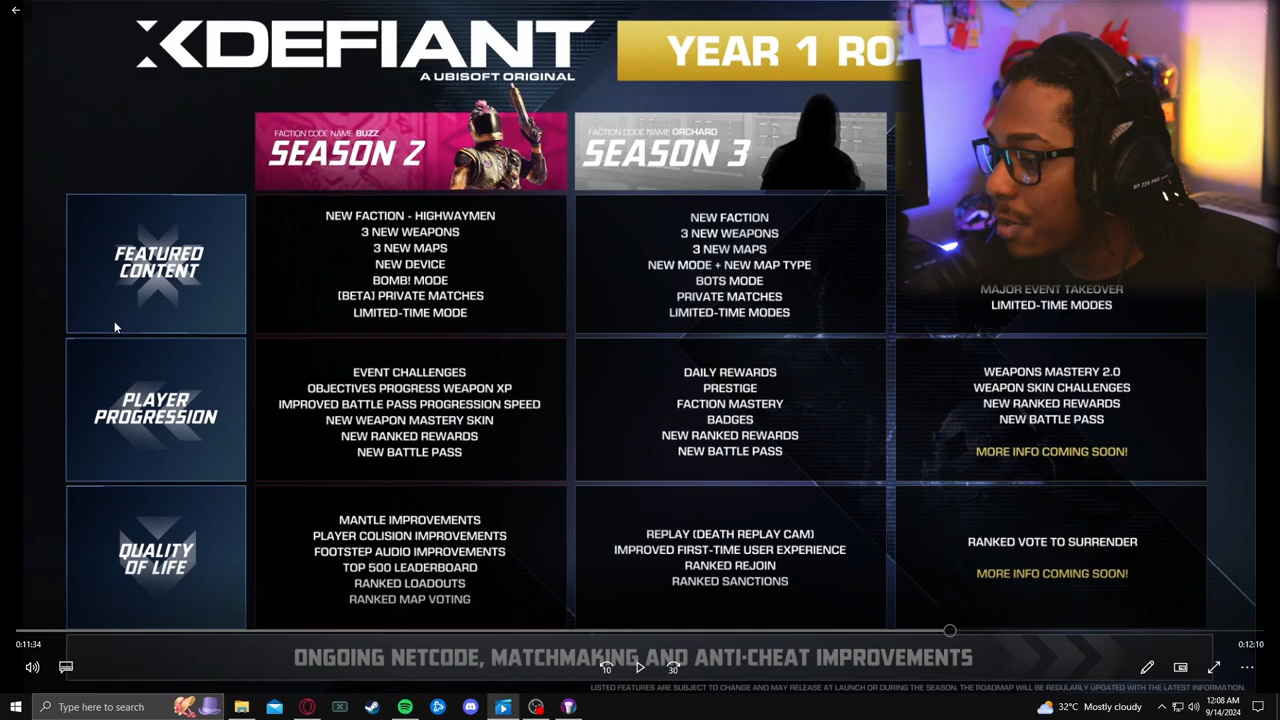 XDEFIANT
A UBISOFT ORIGINAL
YEAR 1
FACTION CODE NAME BUZZ
SEASON 2
FACTION CODE NAME ORCHARD
SEASON 3
FEATURED
CONTENT
NEW FACTION - HIGHWAYMEN
3 NEW WEAPONS
3 NEW MAPS
NEW DEVICE
BOMB! MODE
(BETA) PRIVATE MATCHES
LIMITED-TIME MODE
NEW FACTION
3 NEW WEAPONS
3 NEW MAPS
NEW MODE + NEW MAP TYPE
BOTS MODE
PRIVATE MATCHES
LIMITED-TIME MODES
MAJOR EVENT TAKEOVER
LIMITED-TIME MODES
PLAYER
PROGRESSION
EVENT CHALLENGES
OBJECTIVES PROGRESS WEAPON XP
IMPROVED BATTLE PASS PROGRESSION SPEED
NEW WEAPON MASTERY SKIN
NEW RANKED REWARDS
NEW BATTLE PASS
DAILY REWARDS
PRESTIGE
FACTION MASTERY
BADGES
NEW RANKED REWARDS
NEW BATTLE PASS
WEAPONS MASTERY 2.0
WEAPON SKIN CHALLENGES
NEW RANKED REWARDS
NEW BATTLE PASS
MORE INFO COMING SOON!
QUALITY
OF LIFE
MANTLE IMPROVEMENTS
PLAYER COLISION IMPROVEMENTS
FOOTSTEP AUDIO IMPROVEMENTS
TOP 500 LEADERBOARD
RANKED LOADOUTS
RANKED MAP VOTING
REPLAY (DEATH REPLAY CAM)
IMPROVED FIRST-TIME USER EXPERIENCE
RANKED REJOIN
RANKED SANCTIONS
RANKED VOTE TO SURRENDER
MORE INFO COMING SOON!
ONGOING NETCODE, MATCHMAKING AND ANTI-CHEAT IMPROVEMENTS
LISTED FEATURES ARE SUBJECT TO CHANGE AND MAY RELEASE AT LAUNCH OR DURING THE SEASON. THE ROADMAP WILL BE REGULARLY UPDATED WITH THE LATEST INFORMATION.
DT 770 PRO
0:11:34
0:12:10
10
30
Type here to search
32°C Mostly cloudy
12:08 AM
9/14/2024